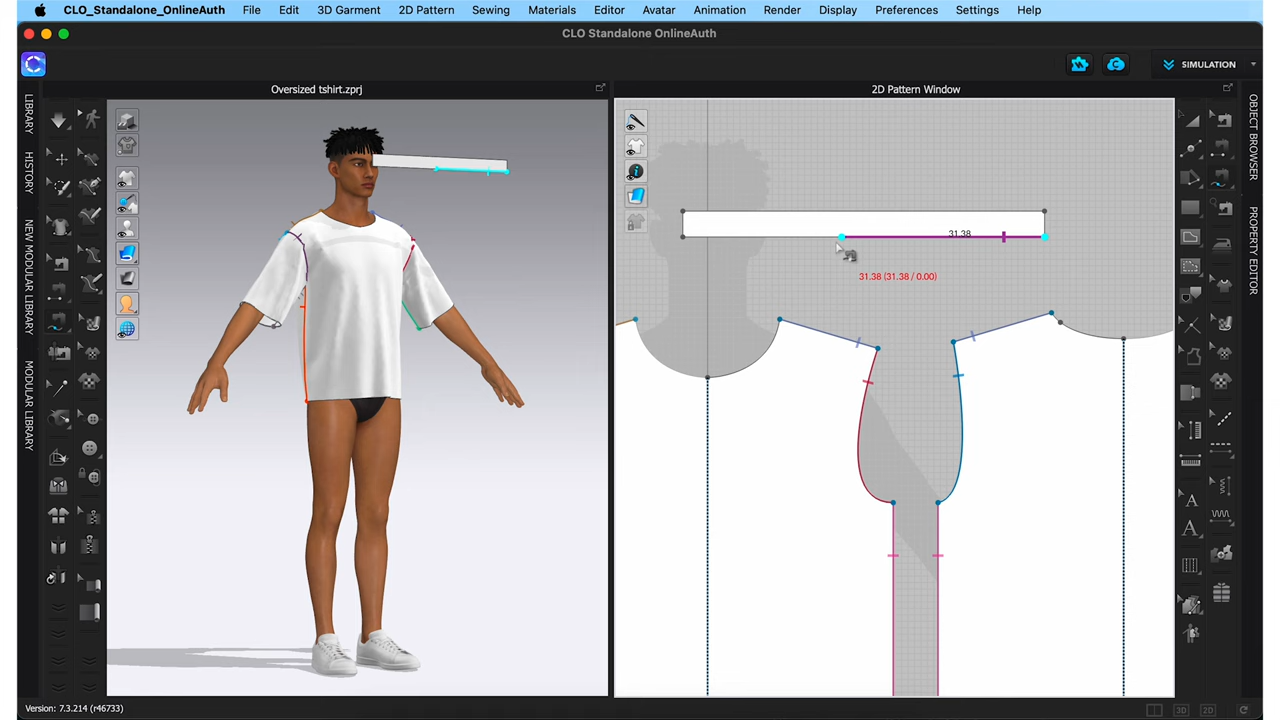 CLO_Standalone_OnlineAuth File Edit 3D Garment 2D Pattern Sewing Materials Editor Avatar Animation Render Display Preferences Settings Help
CLO Standalone OnlineAuth
SIMULATION
Oversized tshirt.zprj
2D Pattern Window
LIBRARY
HISTORY
NEW MODULAR LIBRARY
MODULAR LIBRARY
31.38
31.38 (31.38 / 0.00)
A
A
OBJECT BROWSER
PROPERTY EDITOR
Version: 7.3.214 (r46733)
3D
2D